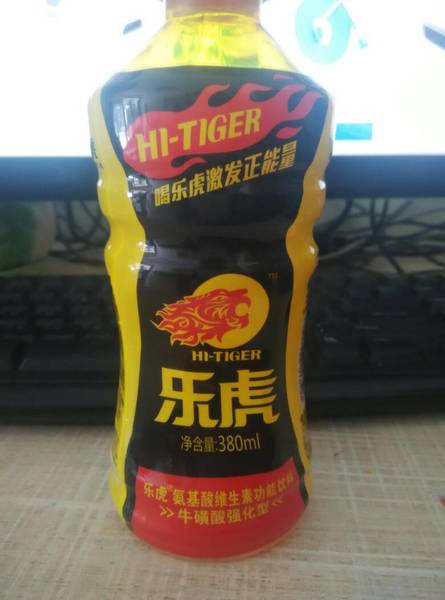 HI-TIGER
喝乐虎激发正能量
TM
HI-TIGER
乐虎
净含量:380ml
乐虎®氨基酸维生素功能饮料
>>牛磺酸强化型<<